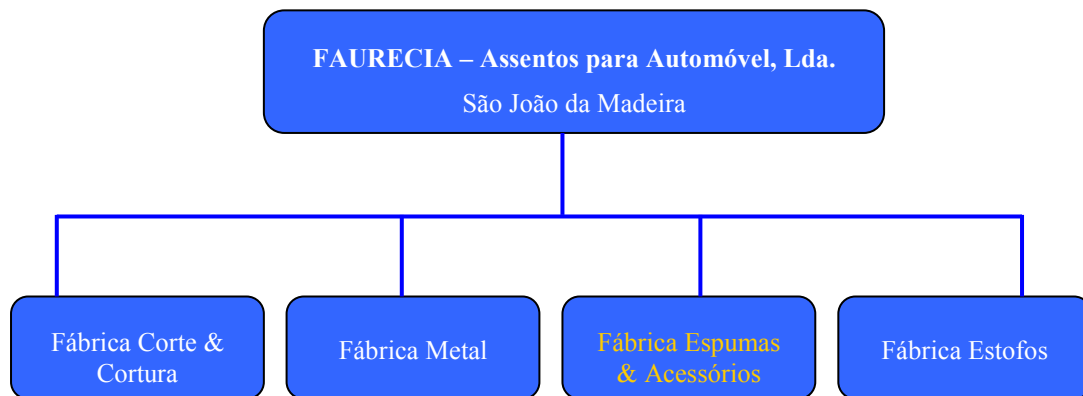 FAURECIA – Assentos para Automóvel, Lda.
São João da Madeira
Fábrica Corte &
Cortura
Fábrica Metal
Fábrica Espumas
& Acessórios
Fábrica Estofos